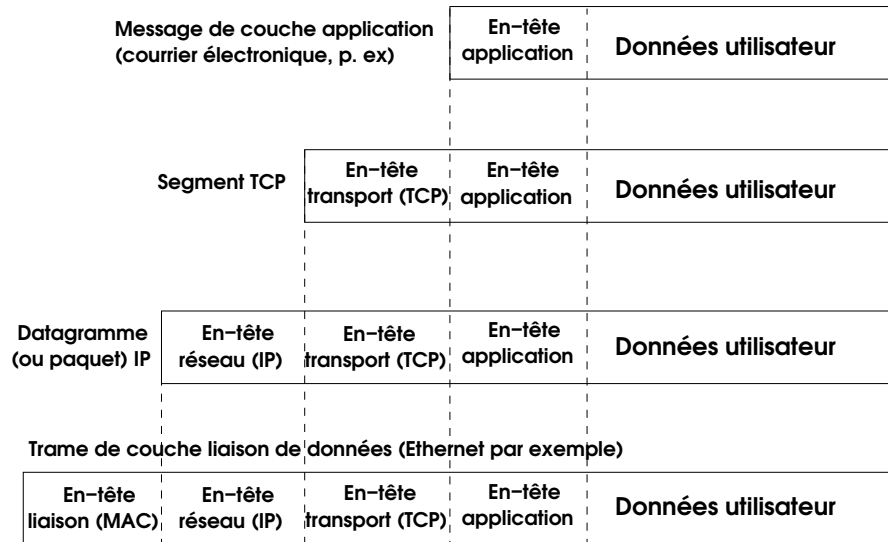 Message de couche application
(courrier électronique, p. ex)
En-tête
application
Données utilisateur
Segment TCP
En-tête
transport (TCP)
En-tête
application
Données utilisateur
Datagramme
(ou paquet) IP
En-tête
réseau (IP)
En-tête
transport (TCP)
En-tête
application
Données utilisateur
Trame de couche liaison de données (Ethernet par exemple)
En-tête
liaison (MAC)
En-tête
réseau (IP)
En-tête
transport (TCP)
En-tête
application
Données utilisateur